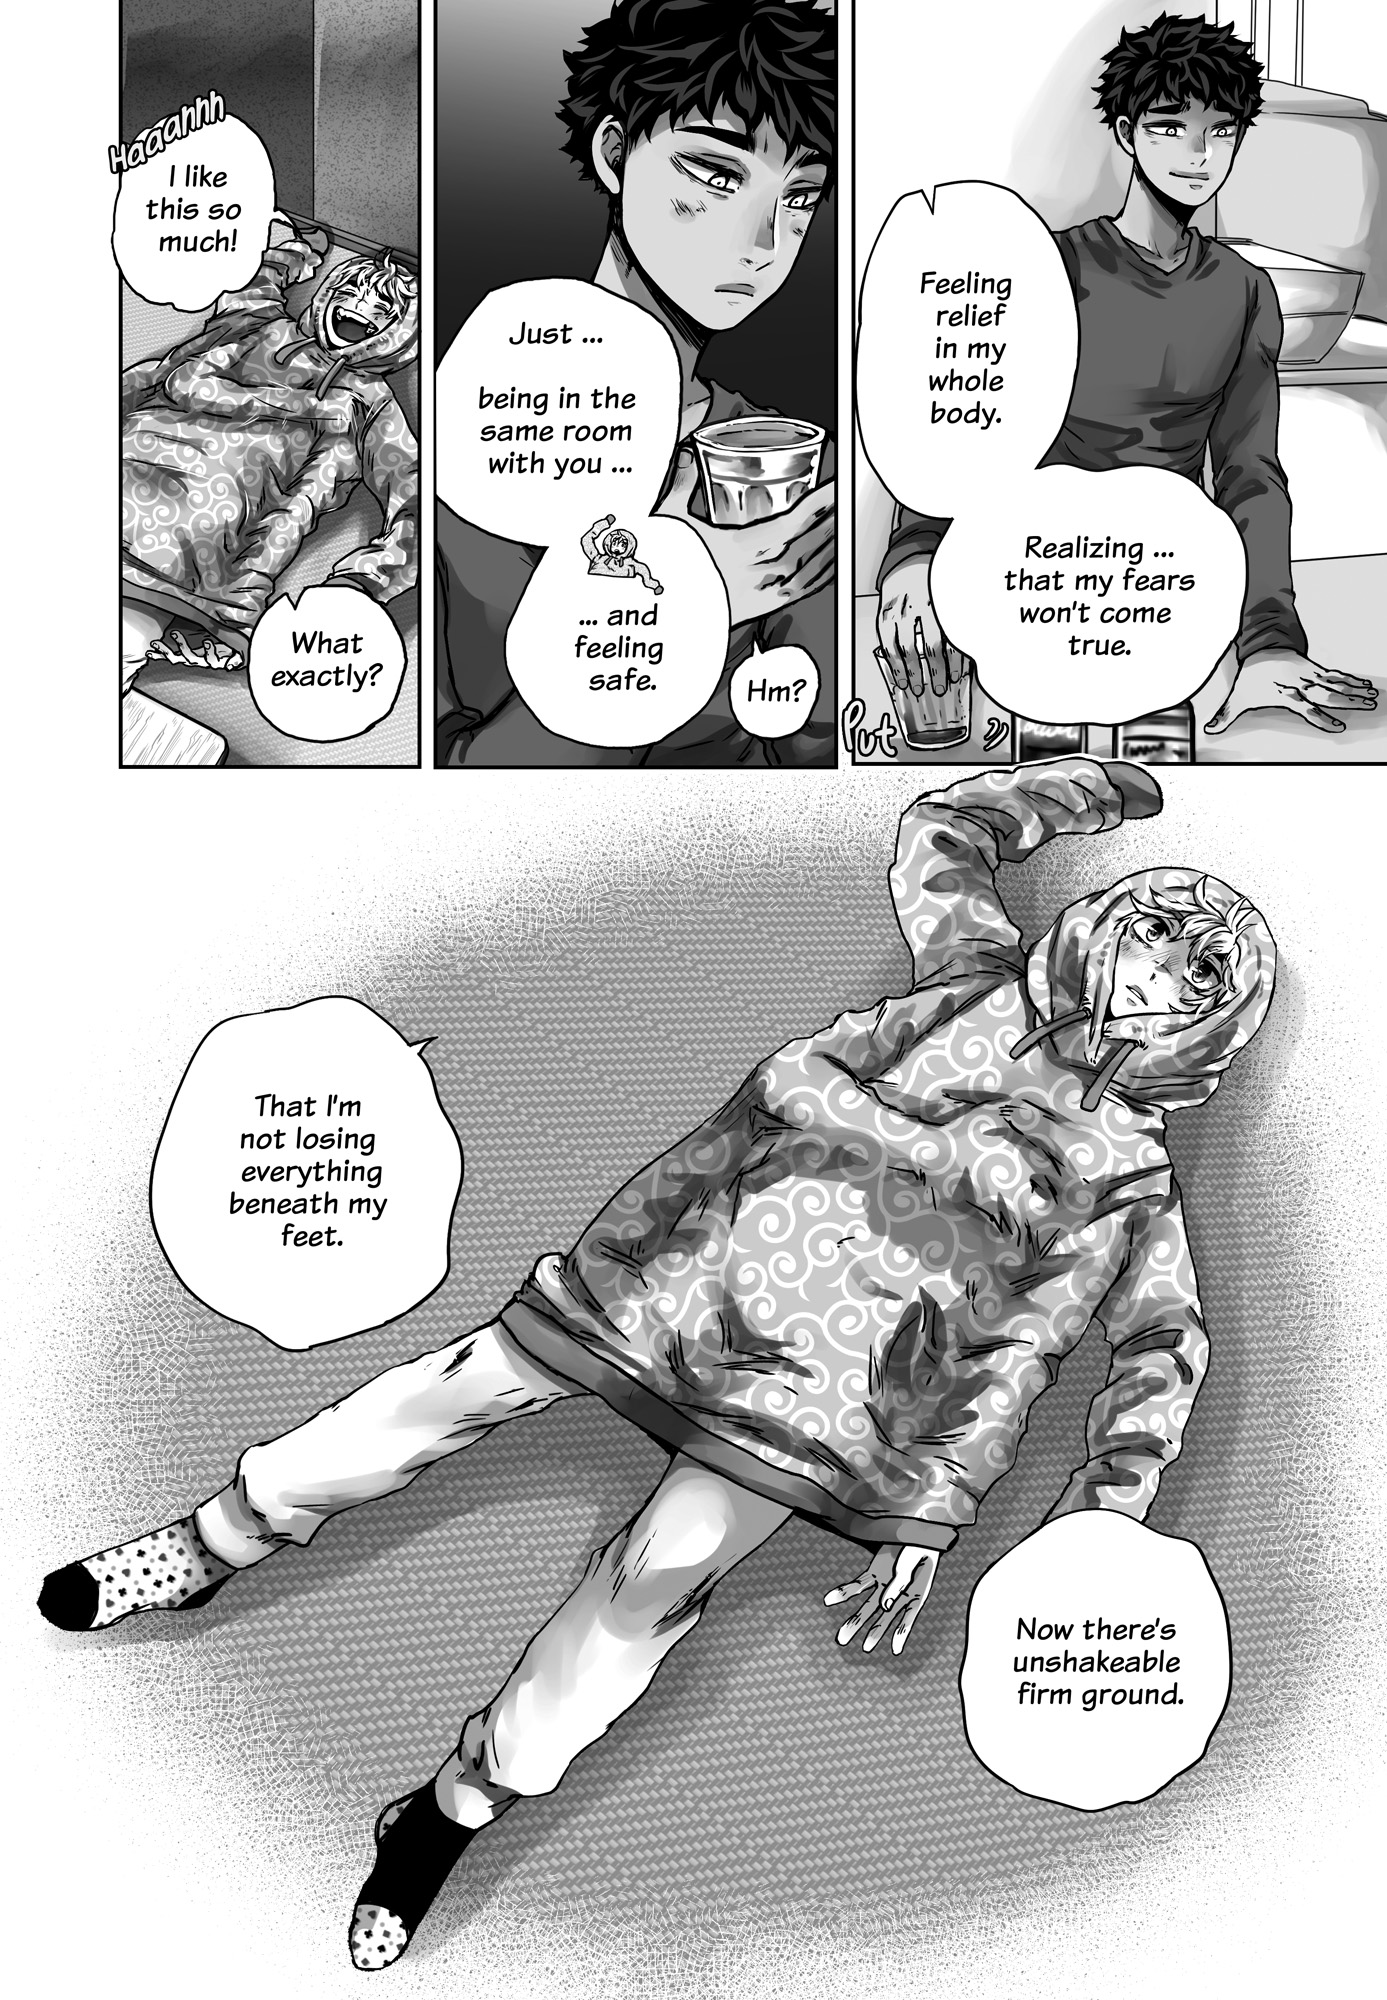 Haaahhh
I like
this so
much!
What
exactly?
Just ...
being in the
same room
with you ...
... and
feeling
safe.
Hm?
Feeling
relief
in my
whole
body.
Realizing ...
that my fears
won't come
true.
Put
That I'm
not losing
everything
beneath my
feet.
Now there's
unshakeable
firm ground.